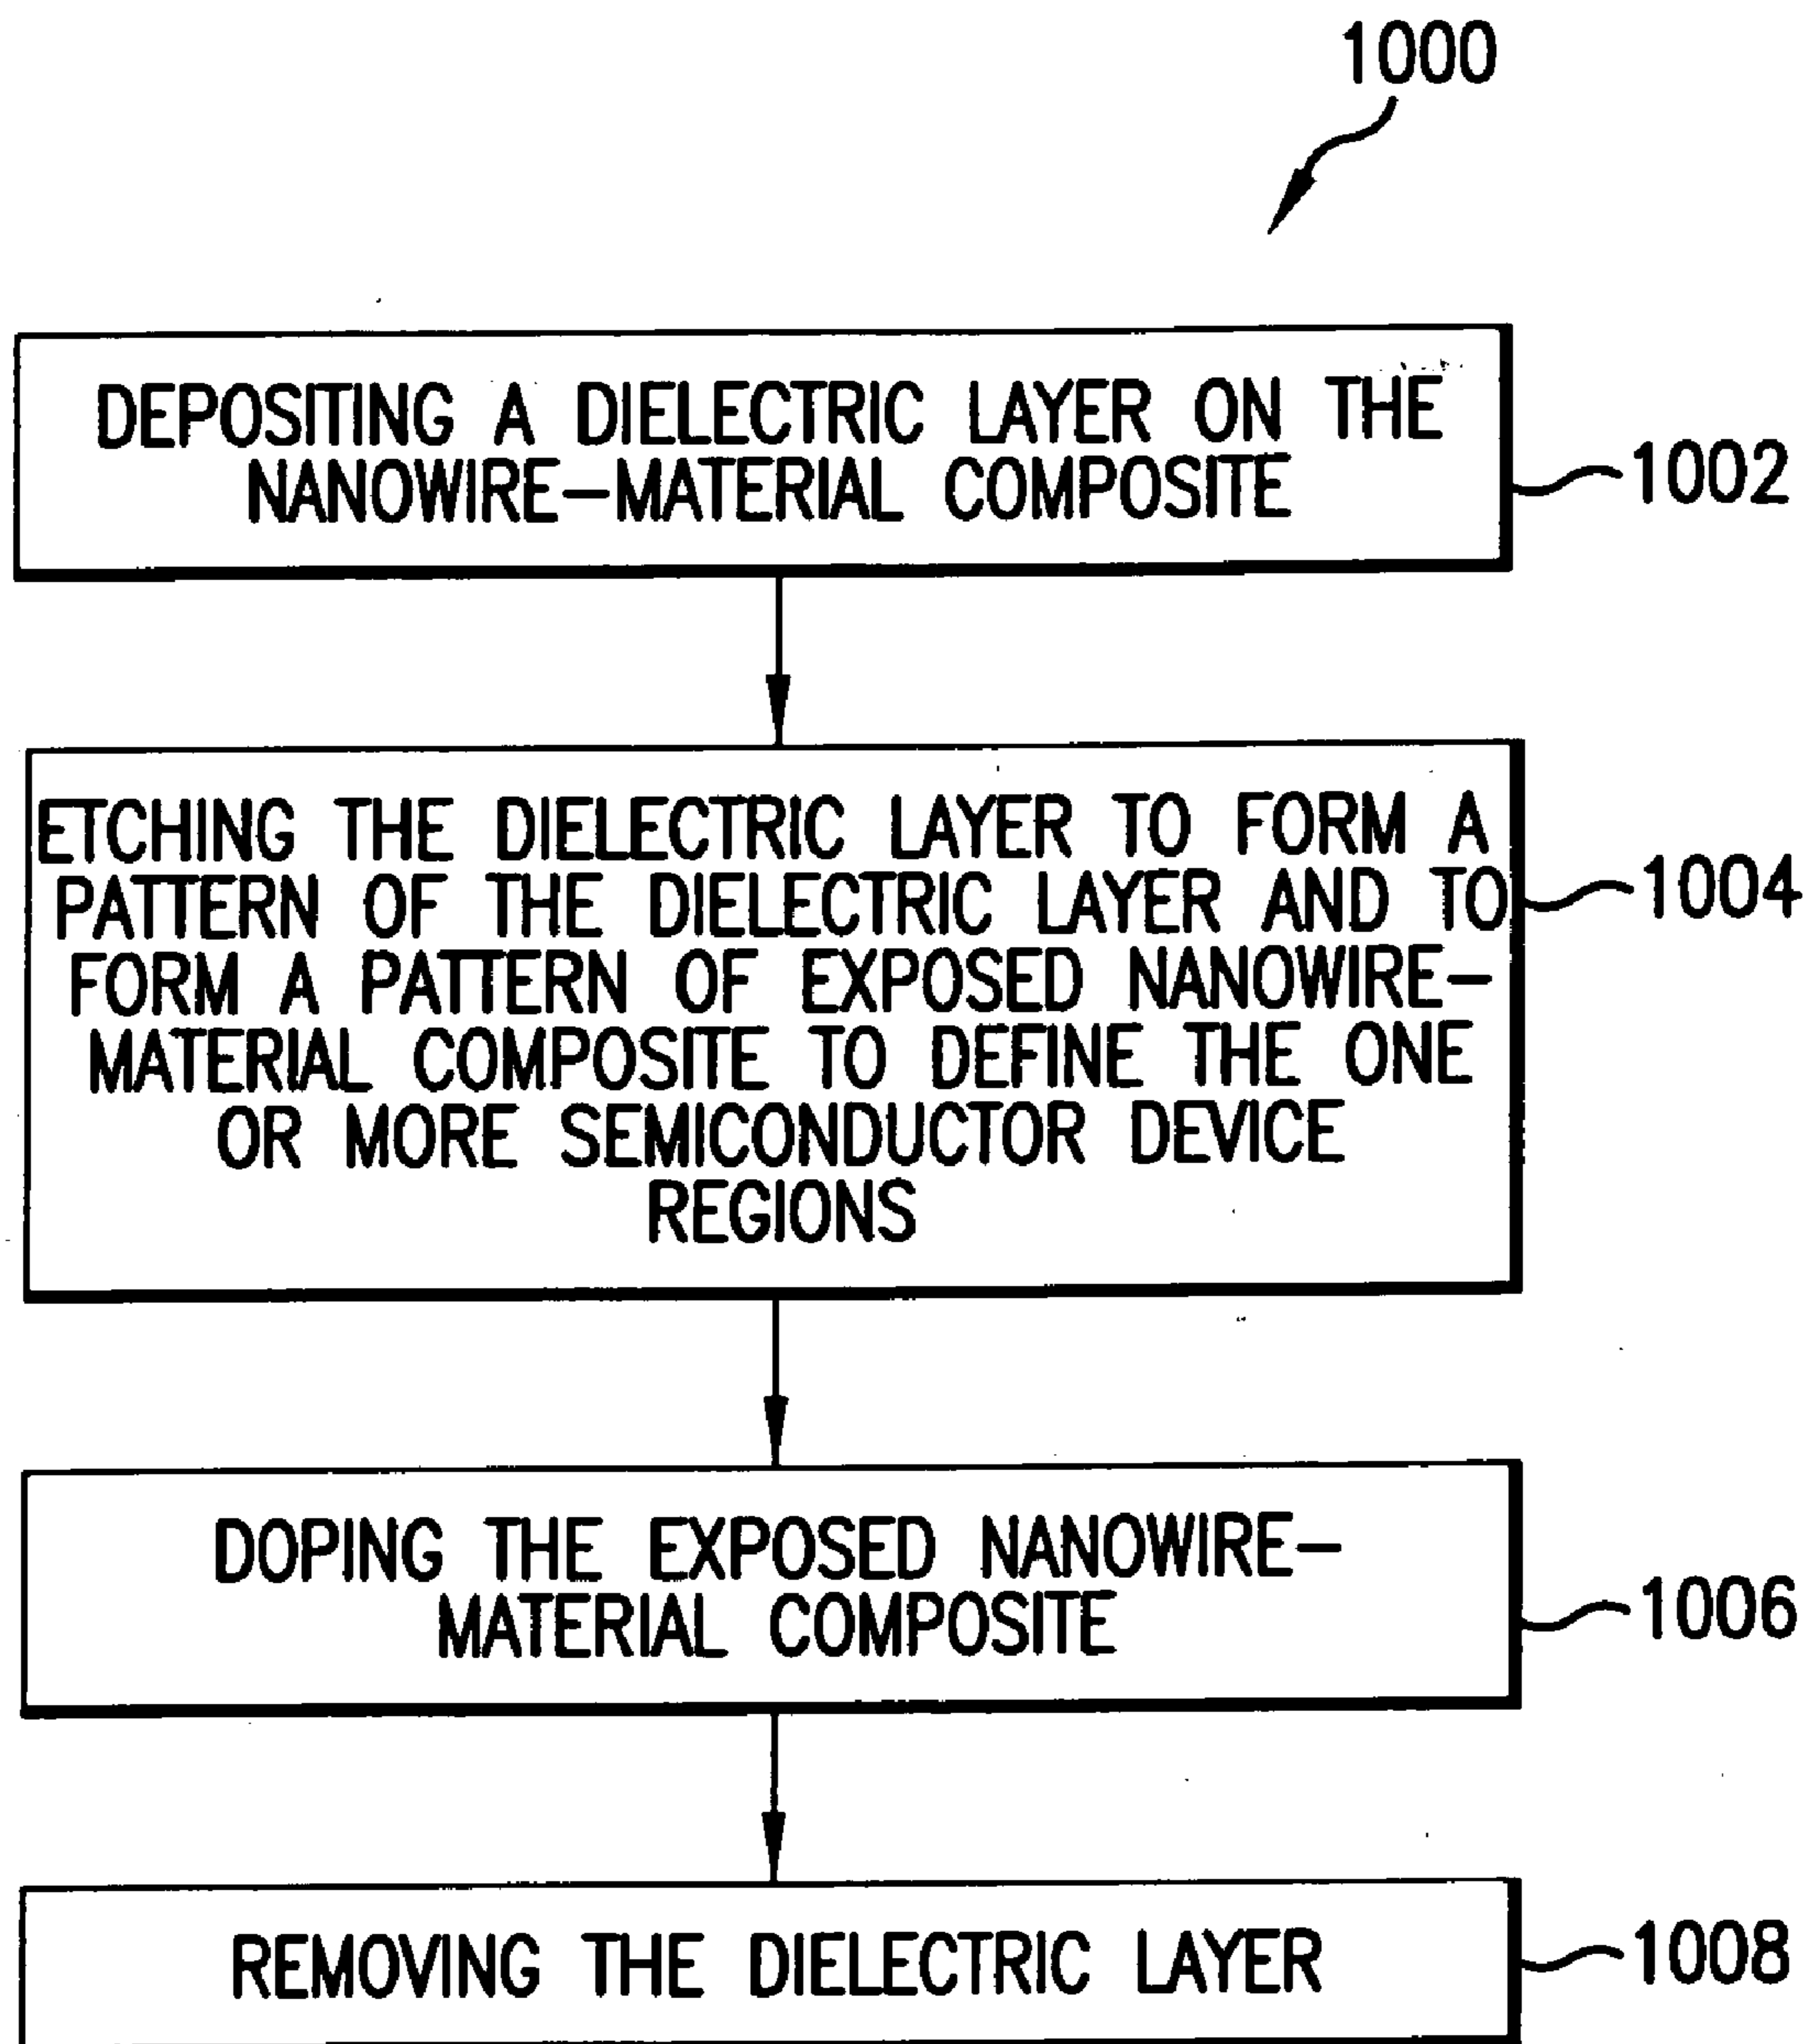 1000
DEPOSITING A DIELECTRIC LAYER ON THE
NANOWIRE–MATERIAL COMPOSITE
1002
ETCHING THE DIELECTRIC LAYER TO FORM A
PATTERN OF THE DIELECTRIC LAYER AND TO
FORM A PATTERN OF EXPOSED NANOWIRE–
MATERIAL COMPOSITE TO DEFINE THE ONE
OR MORE SEMICONDUCTOR DEVICE
REGIONS
1004
DOPING THE EXPOSED NANOWIRE–
MATERIAL COMPOSITE
1006
REMOVING THE DIELECTRIC LAYER
1008